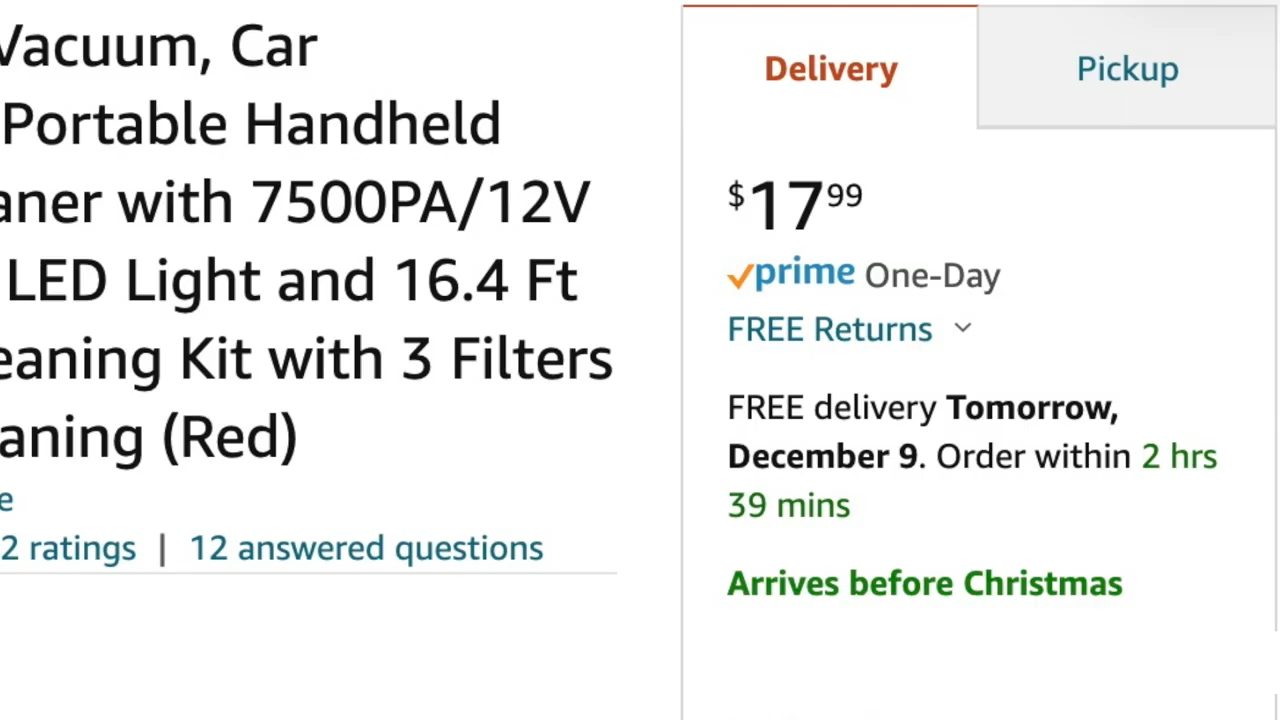 Vacuum, Car
Portable Handheld
aner with 7500PA/12V
LED Light and 16.4 Ft
eaning Kit with 3 Filters
aning (Red)
e
2 ratings | 12 answered questions
Delivery
Pickup
$17 99
prime One-Day
FREE Returns
FREE delivery Tomorrow,
December 9. Order within 2 hrs
39 mins
Arrives before Christmas